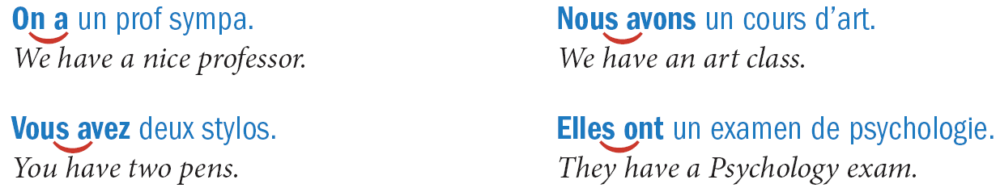 On a un prof sympa.
We have a nice professor.
Nous avons un cours d’art.
We have an art class.
Vous avez deux stylos.
You have two pens.
Elles ont un examen de psychologie.
They have a Psychology exam.